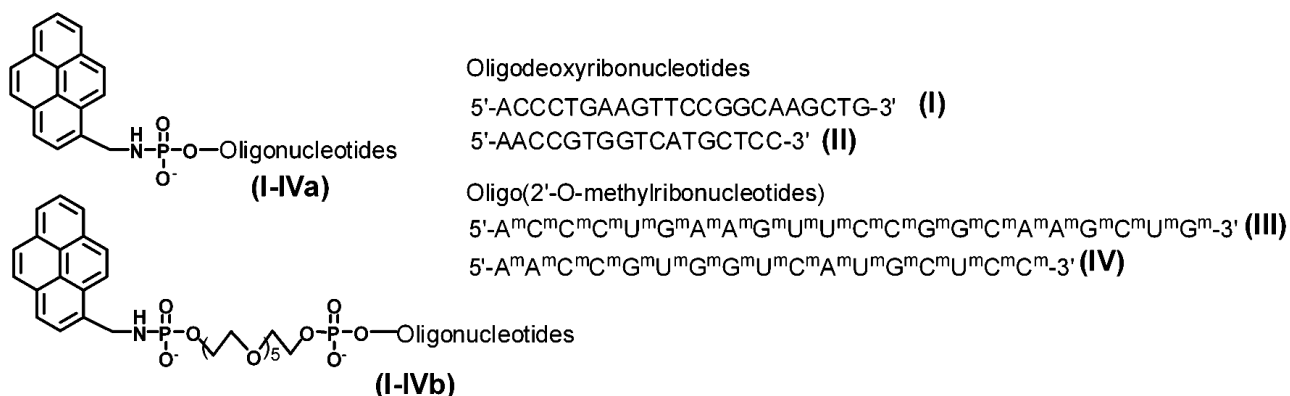 Oligodeoxyribonucleotides
5'-ACCCTGAAGTTCCGGCAAGCTG-3' (I)
5'-AACCGTGGTCATGCTCC-3' (II)
H O
N-P-O-Oligonucleotides
O-
(I-IVa)
Oligo(2'-O-methylribonucleotides)
5'-AᵐCᵐCᵐCᵐUᵐGᵐAᵐAᵐGᵐUᵐUᵐCᵐCᵐGᵐGᵐCᵐAᵐAᵐGᵐCᵐUᵐGᵐ-3' (III)
5'-AᵐAᵐCᵐCᵐGᵐUᵐGᵐGᵐUᵐCᵐAᵐUᵐGᵐCᵐUᵐCᵐCᵐ-3' (IV)
H O O
N-P-O ( O )5 O-P-O-Oligonucleotides
O- O-
(I-IVb)